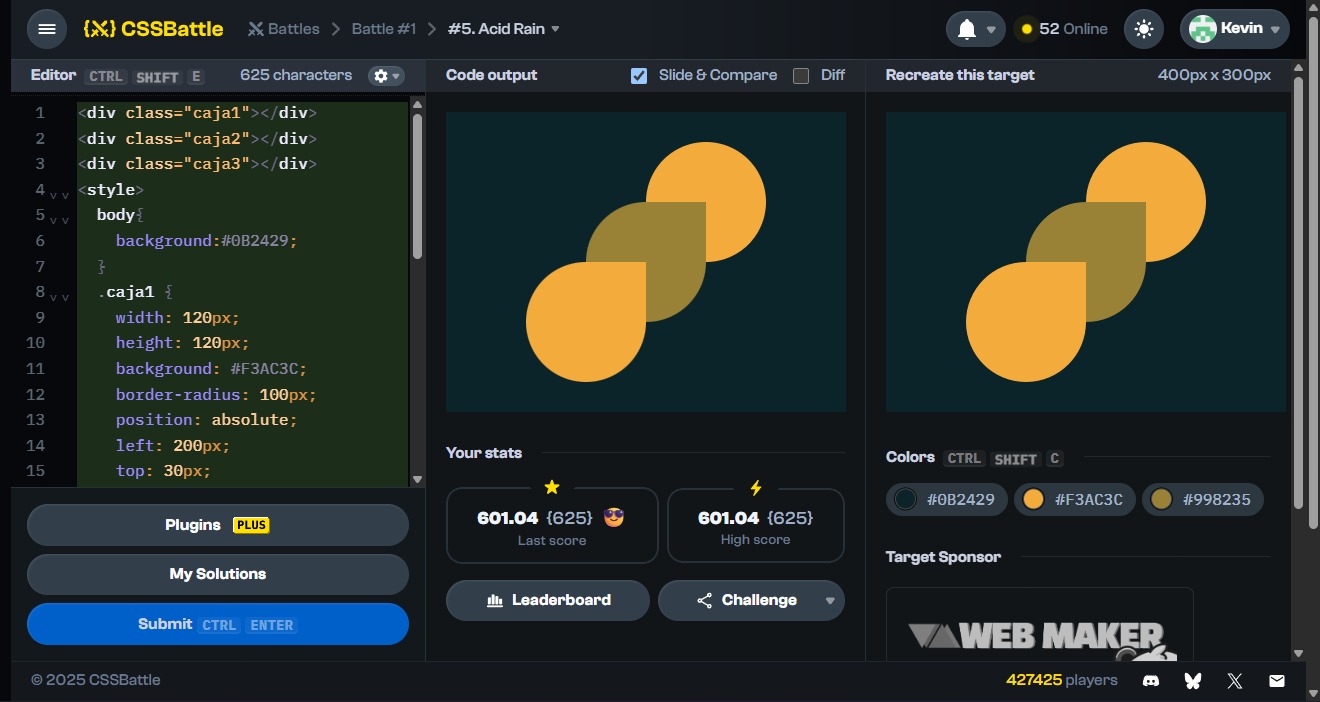 {X} CSSBattle
Battles
Battle #1
#5. Acid Rain
52 Online
Kevin
Editor CTRL SHIFT E
625 characters
1 <div class="caja1"></div>
2 <div class="caja2"></div>
3 <div class="caja3"></div>
4 <style>
5 body{
6 background:#0B2429;
7 }
8 .caja1 {
9 width: 120px;
10 height: 120px;
11 background: #F3AC3C;
12 border-radius: 100px;
13 position: absolute;
14 left: 200px;
15 top: 30px;
Plugins PLUS
My Solutions
Submit CTRL ENTER
Code output
Slide & Compare
Diff
Your stats
601.04 {625}
Last score
601.04 {625}
High score
Leaderboard
Challenge
Recreate this target
400px x 300px
Colors CTRL SHIFT C
#0B2429
#F3AC3C
#998235
Target Sponsor
WEB MAKER
© 2025 CSSBattle
427425 players